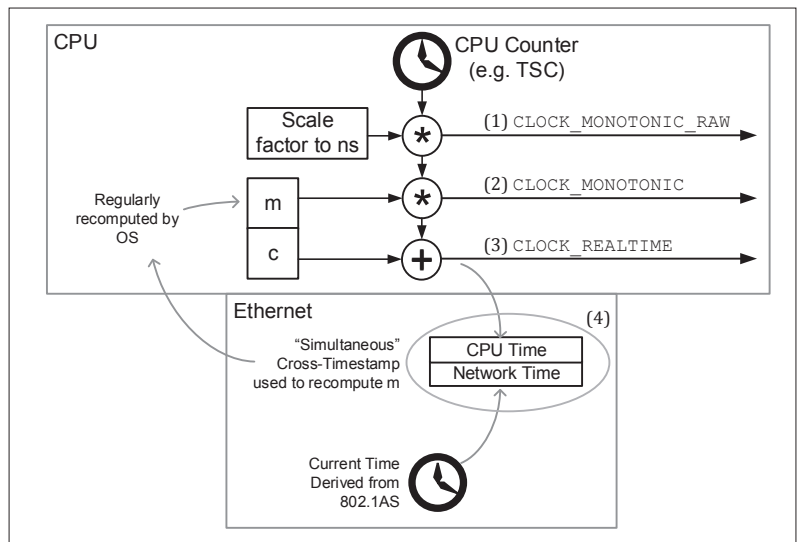 CPU
CPU Counter
(e.g. TSC)
Scale
factor to ns
*
(1) CLOCK_MONOTONIC_RAW
Regularly
recomputed by
OS
m
*
(2) CLOCK_MONOTONIC
c
+
(3) CLOCK_REALTIME
Ethernet
(4)
“Simultaneous”
Cross-Timestamp
used to recompute m
CPU Time
Network Time
Current Time
Derived from
802.1AS